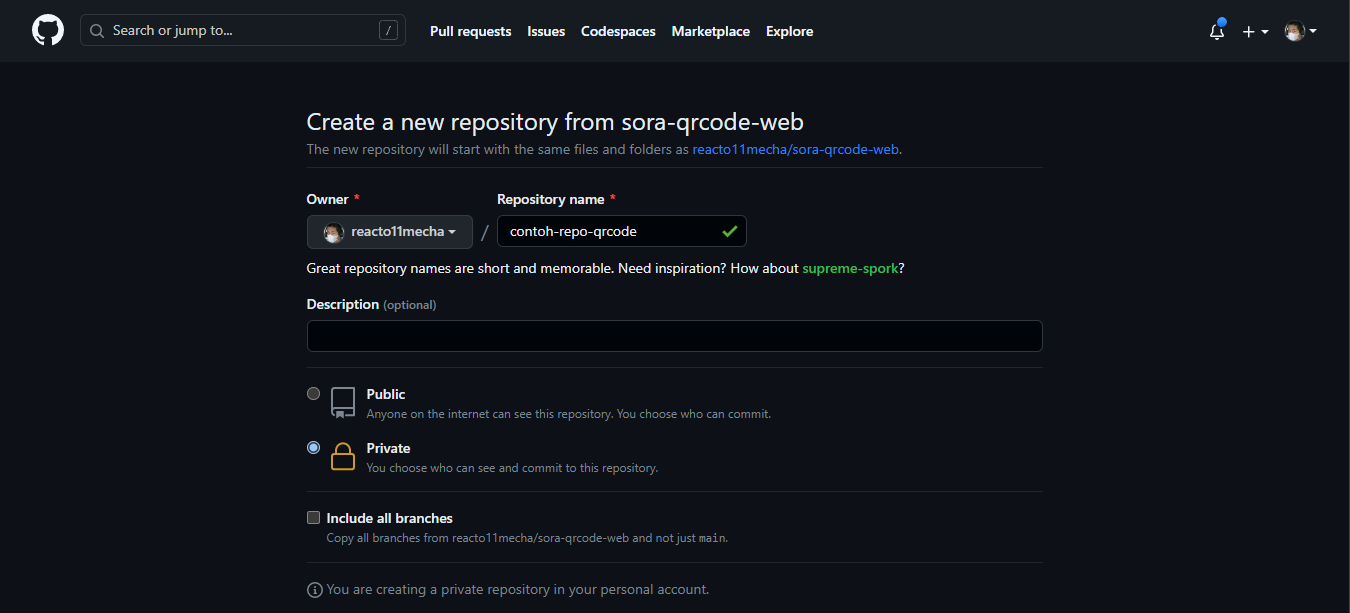 Search or jump to... / Pull requests Issues Codespaces Marketplace Explore
Create a new repository from sora-qrcode-web
The new repository will start with the same files and folders as reacto11mecha/sora-qrcode-web.
Owner * Repository name *
reacto11mecha / contoh-repo-qrcode
Great repository names are short and memorable. Need inspiration? How about supreme-spork?
Description (optional)
Public
Anyone on the internet can see this repository. You choose who can commit.
Private
You choose who can see and commit to this repository.
Include all branches
Copy all branches from reacto11mecha/sora-qrcode-web and not just main.
You are creating a private repository in your personal account.